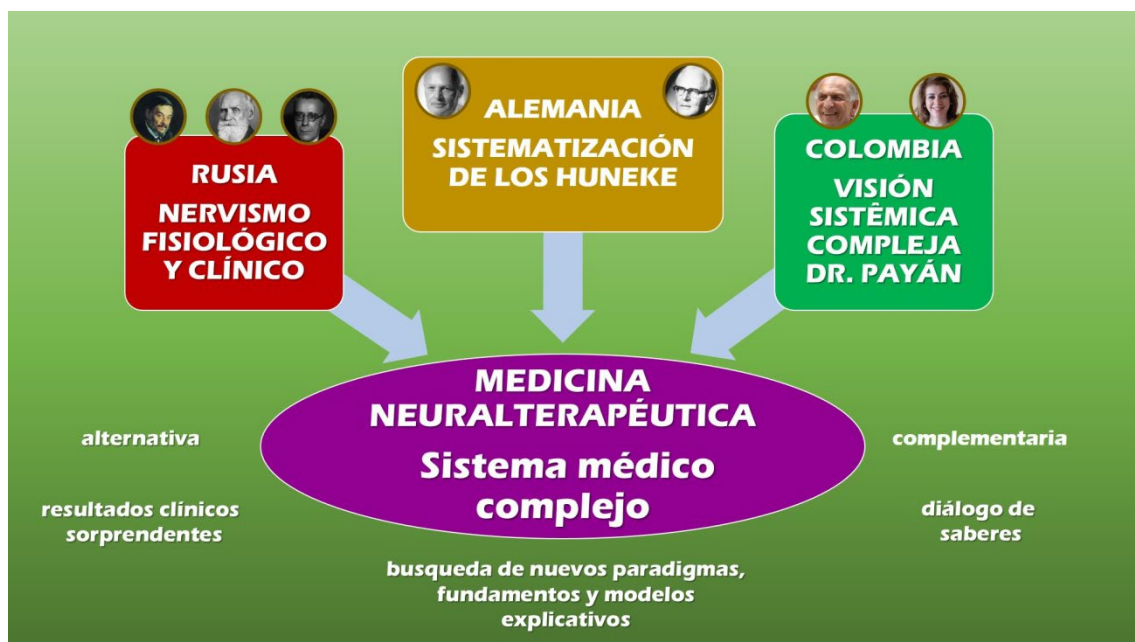 RUSIA
NERVISMO
FISIOLÓGICO
Y CLÍNICO
ALEMANIA
SISTEMATIZACIÓN
DE LOS HUNEKE
COLOMBIA
VISIÓN
SISTÊMICA
COMPLEJA
DR. PAYÁN
MEDICINA
NEURALTERAPÉUTICA
Sistema médico
complejo
alternativa
resultados clínicos
sorprendentes
complementaria
diálogo de
saberes
busqueda de nuevos paradigmas,
fundamentos y modelos
explicativos